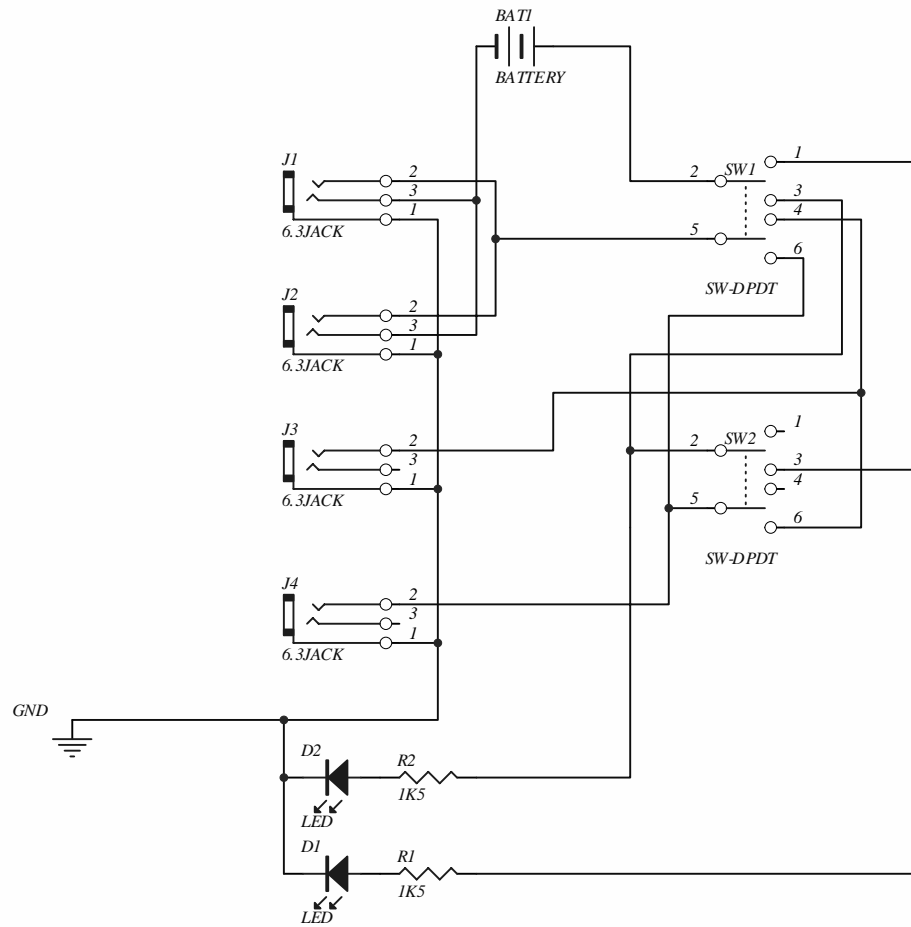 BAT1
BATTERY
J1
2
3
1
6.3JACK
2
SW1
1
3
4
5
6
SW-DPDT
J2
2
3
1
6.3JACK
J3
2
3
1
6.3JACK
2
SW2
1
3
4
5
6
SW-DPDT
J4
2
3
1
6.3JACK
GND
D2
R2
1K5
LED
D1
R1
1K5
LED